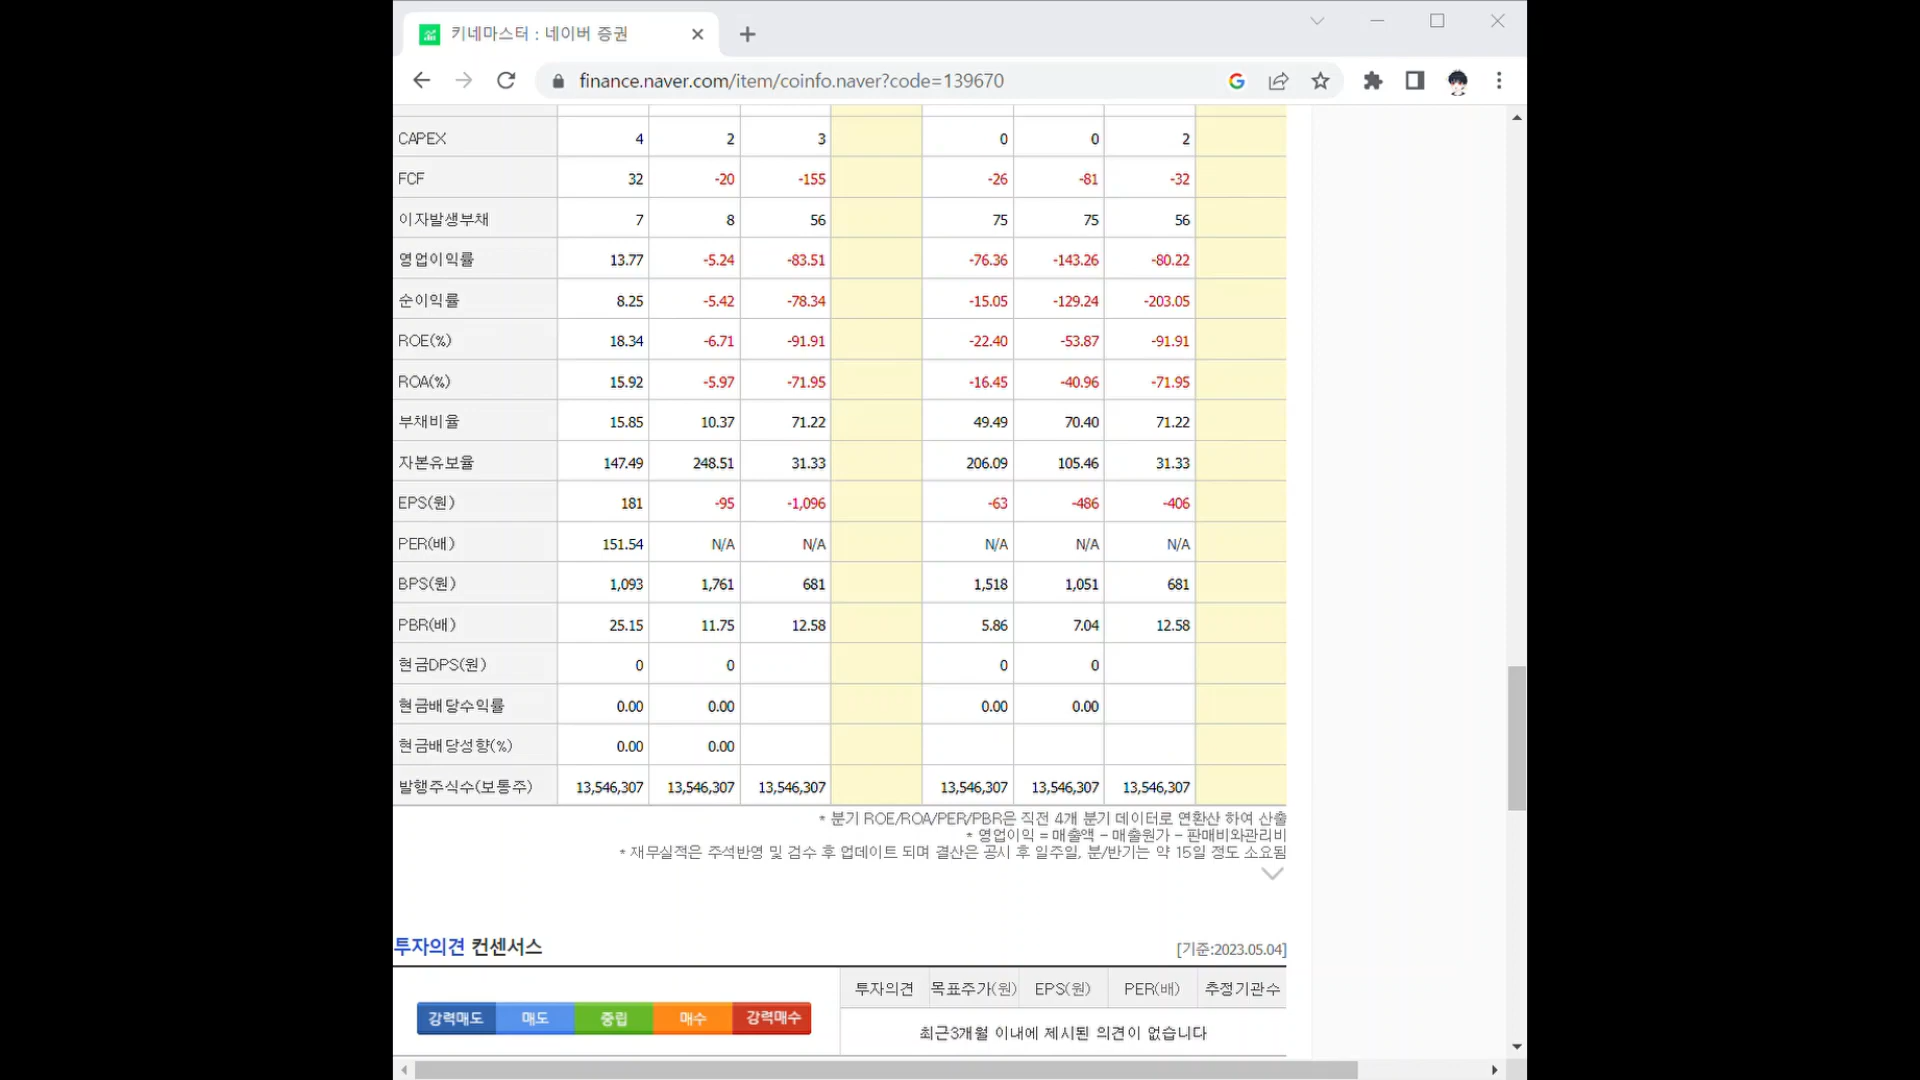 키네마스터 : 네이버 증권
finance.naver.com/item/coinfo.naver?code=139670
CAPEX 4 2 3 0 0 2
FCF 32 -20 -155 -26 -81 -32
이자발생부채 7 8 56 75 75 56
영업이익률 13.77 -5.24 -83.51 -76.36 -143.26 -80.22
순이익률 8.25 -5.42 -78.34 -15.05 -129.24 -203.05
ROE(%) 18.34 -6.71 -91.91 -22.40 -53.87 -91.91
ROA(%) 15.92 -5.97 -71.95 -16.45 -40.96 -71.95
부채비율 15.85 10.37 71.22 49.49 70.40 71.22
자본유보율 147.49 248.51 31.33 206.09 105.46 31.33
EPS(원) 181 -95 -1,096 -63 -486 -406
PER(배) 151.54 N/A N/A N/A N/A N/A
BPS(원) 1,093 1,761 681 1,518 1,051 681
PBR(배) 25.15 11.75 12.58 5.86 7.04 12.58
현금DPS(원) 0 0 0 0
현금배당수익률 0.00 0.00 0.00 0.00
현금배당성향(%) 0.00 0.00
발행주식수(보통주) 13,546,307 13,546,307 13,546,307 13,546,307 13,546,307 13,546,307
* 분기 ROE/ROA/PER/PBR은 직전 4개 분기 데이터로 연환산 하여 산출
* 영업이익 = 매출액 - 매출원가 - 판매비와관리비
* 재무실적은 주석반영 및 검수 후 업데이트 되며 결산은 공시 후 일주일, 분/반기는 약 15일 정도 소요됨
투자의견 컨센서스 [기준:2023.05.04]
투자의견 목표주가(원) EPS(원) PER(배) 추정기관수
강력매도 매도 중립 매수 강력매수
최근3개월 이내에 제시된 의견이 없습니다